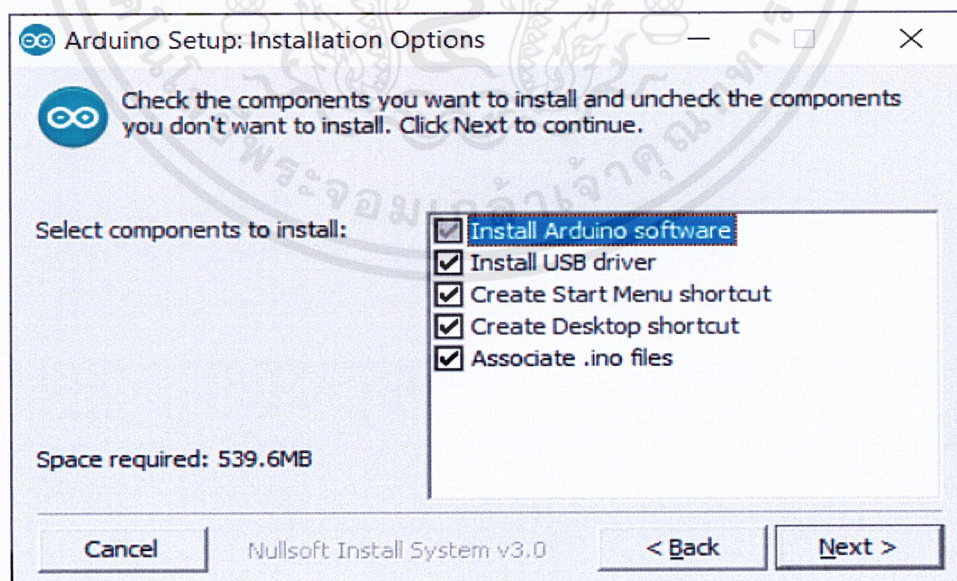 Arduino Setup: Installation Options
Check the components you want to install and uncheck the components
you don't want to install. Click Next to continue.
Select components to install:
Install Arduino software
Install USB driver
Create Start Menu shortcut
Create Desktop shortcut
Associate .ino files
Space required: 539.6MB
Cancel
Nullsoft Install System v3.0
< Back
Next >